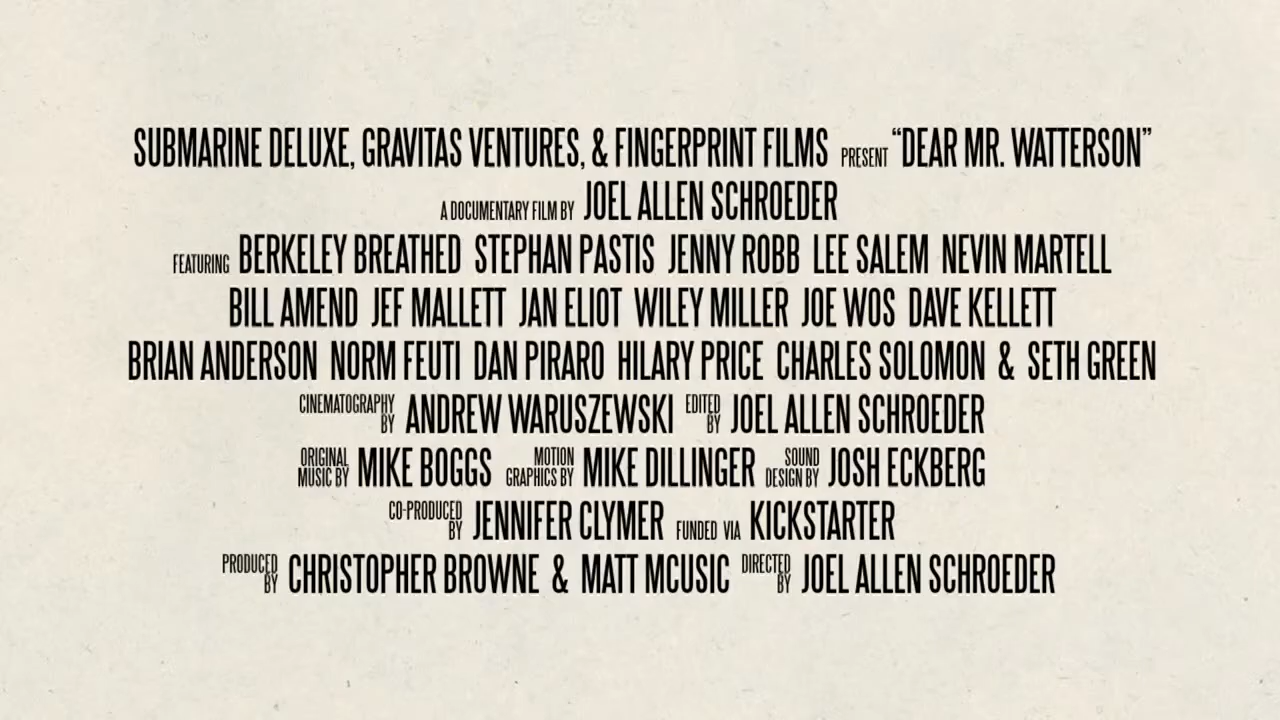 SUBMARINE DELUXE, GRAVITAS VENTURES, & FINGERPRINT FILMS PRESENT “DEAR MR. WATTERSON”
A DOCUMENTARY FILM BY JOEL ALLEN SCHROEDER
FEATURING BERKELEY BREATHED STEPHAN PASTIS JENNY ROBB LEE SALEM NEVIN MARTELL
BILL AMEND JEF MALLETT JAN ELIOT WILEY MILLER JOE WOS DAVE KELLETT
BRIAN ANDERSON NORM FEUTI DAN PIRARO HILARY PRICE CHARLES SOLOMON & SETH GREEN
CINEMATOGRAPHY BY ANDREW WARUSZEWSKI EDITED BY JOEL ALLEN SCHROEDER
ORIGINAL MUSIC BY MIKE BOGGS MOTION GRAPHICS BY MIKE DILLINGER SOUND DESIGN BY JOSH ECKBERG
CO-PRODUCED BY JENNIFER CLYMER FUNDED VIA KICKSTARTER
PRODUCED BY CHRISTOPHER BROWNE & MATT MCUSIC DIRECTED BY JOEL ALLEN SCHROEDER